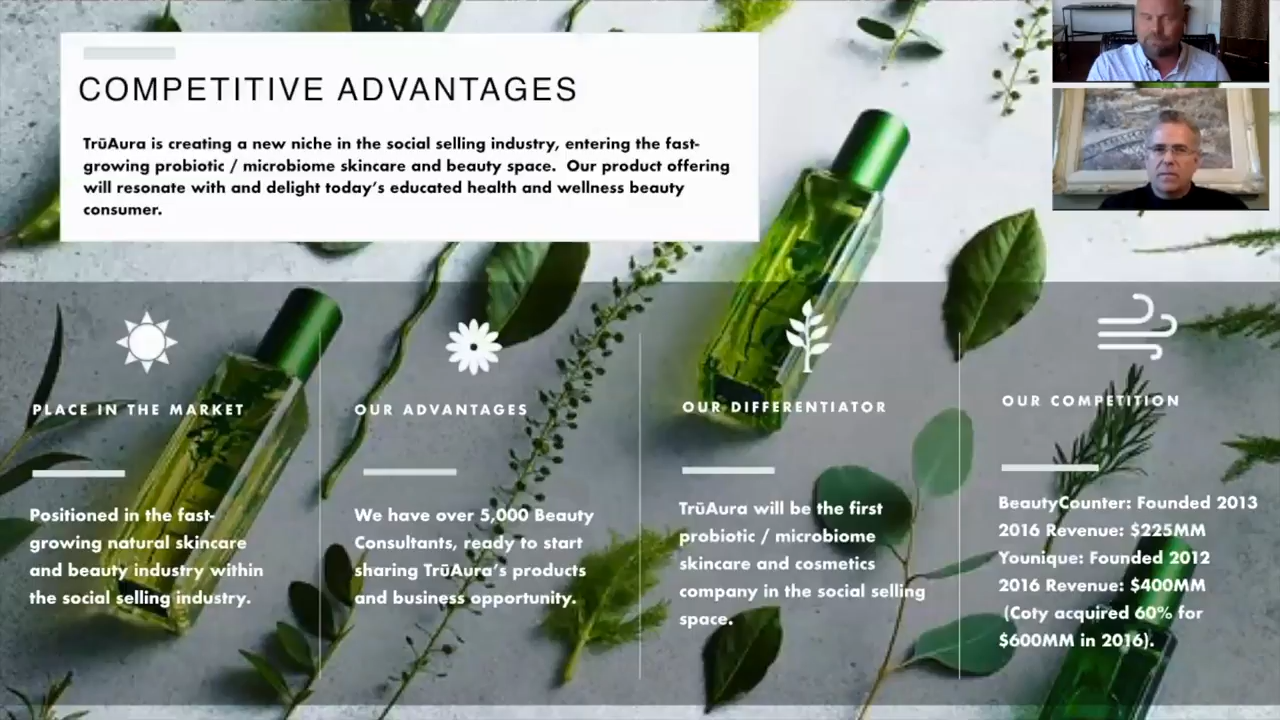 COMPETITIVE ADVANTAGES
TrūAura is creating a new niche in the social selling industry, entering the fast-
growing probiotic / microbiome skincare and beauty space. Our product offering
will resonate with and delight today's educated health and wellness beauty
consumer.
PLACE IN THE MARKET
Positioned in the fast-
growing natural skincare
and beauty industry within
the social selling industry.
OUR ADVANTAGES
We have over 5,000 Beauty
Consultants, ready to start
sharing TrūAura's products
and business opportunity.
OUR DIFFERENTIATOR
TrūAura will be the first
probiotic / microbiome
skincare and cosmetics
company in the social selling
space.
OUR COMPETITION
BeautyCounter: Founded 2013
2016 Revenue: $225MM
Younique: Founded 2012
2016 Revenue: $400MM
(Coty acquired 60% for
$600MM in 2016).